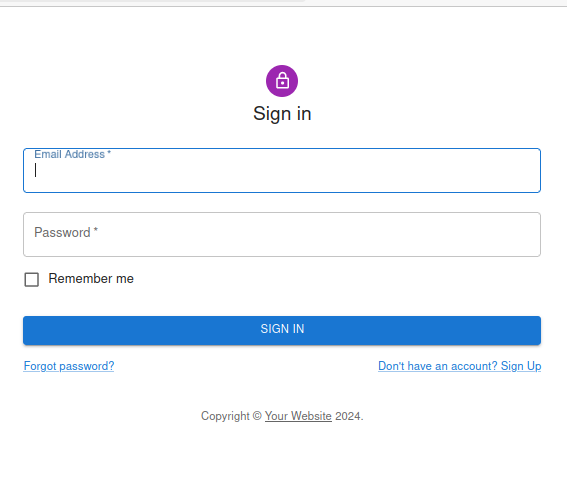 Sign in
Email Address *
Password *
Remember me
SIGN IN
Forgot password? Don't have an account? Sign Up
Copyright © Your Website 2024.